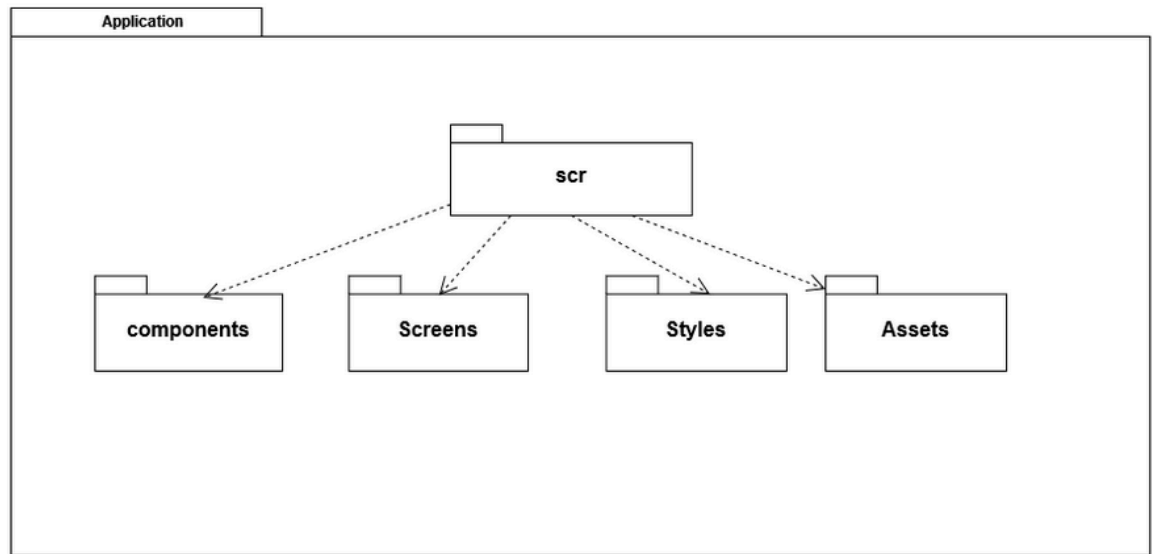 Application
scr
components
Screens
Styles
Assets